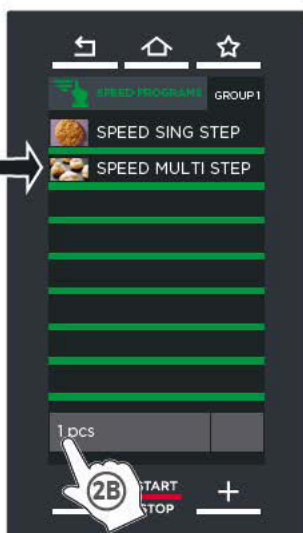 SPEED PROGRAMS GROUP 1
SPEED SING STEP
SPEED MULTI STEP
1 pcs
2B
START
STOP
+